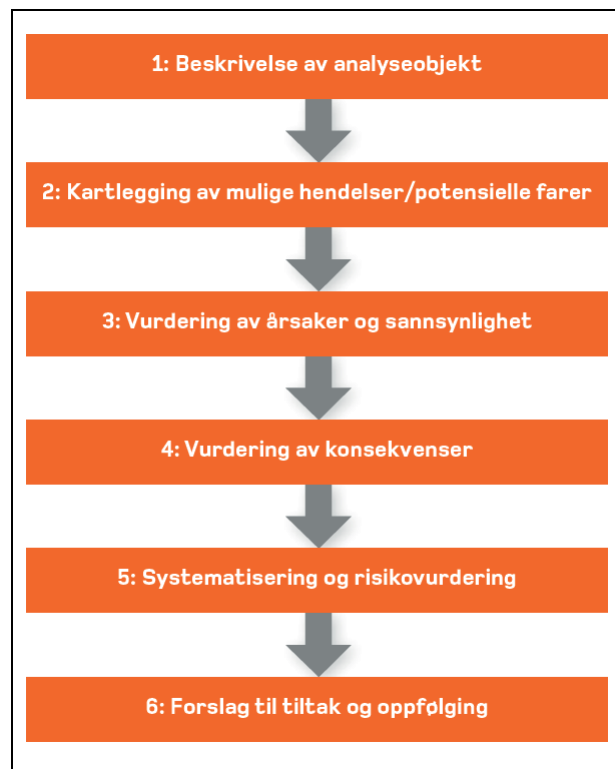 1: Beskrivelse av analyseobjekt
2: Kartlegging av mulige hendelser/potensielle farer
3: Vurdering av årsaker og sannsynlighet
4: Vurdering av konsekvenser
5: Systematisering og risikovurdering
6: Forslag til tiltak og oppfølging